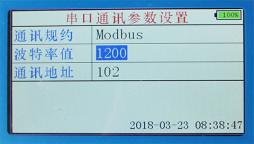 串口通讯参数设置 100%
通讯规约 Modbus
波特率值 1200
通讯地址 102
2018-03-23 08:38:47